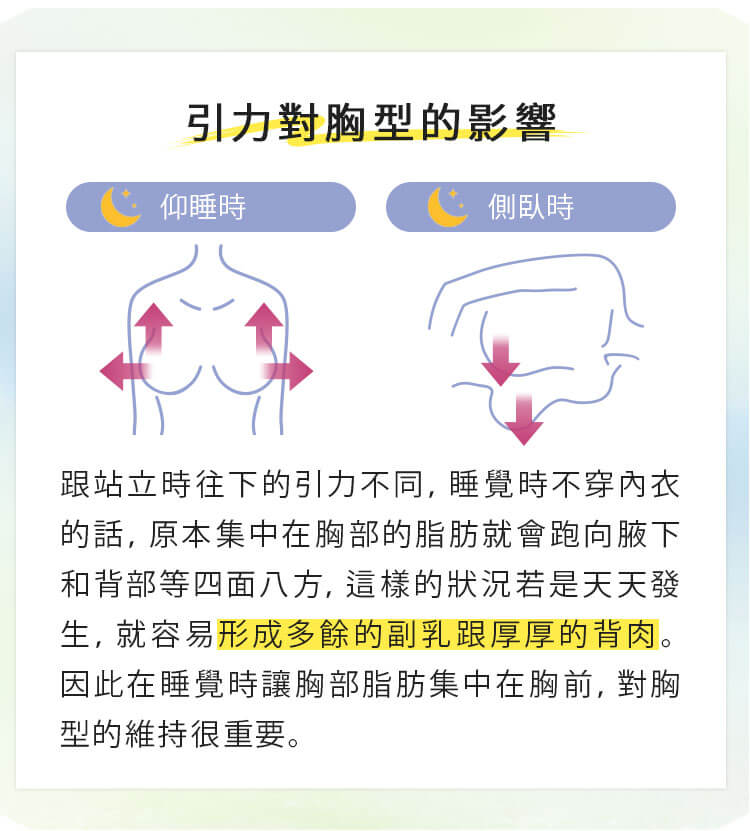 引力對胸型的影響
仰睡時
側臥時
跟站立時往下的引力不同, 睡覺時不穿內衣
的話, 原本集中在胸部的脂肪就會跑向腋下
和背部等四面八方, 這樣的狀況若是天天發
生, 就容易形成多餘的副乳跟厚厚的背肉。
因此在睡覺時讓胸部脂肪集中在胸前, 對胸
型的維持很重要。